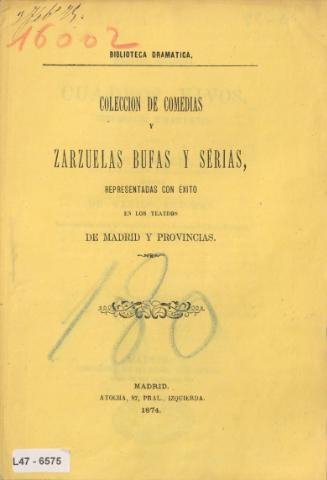 16002
BIBLIOTECA DRAMATICA,
COLECCION DE COMEDIAS
Y
ZARZUELAS BUFAS Y SÉRIAS,
REPRESENTADAS CON ÉXITO
EN LOS TEATROS
DE MADRID Y PROVINCIAS.
180
MADRID.
ATOCHA, 87, PRAL., IZQUIERDA.
1874.
L47 - 6575